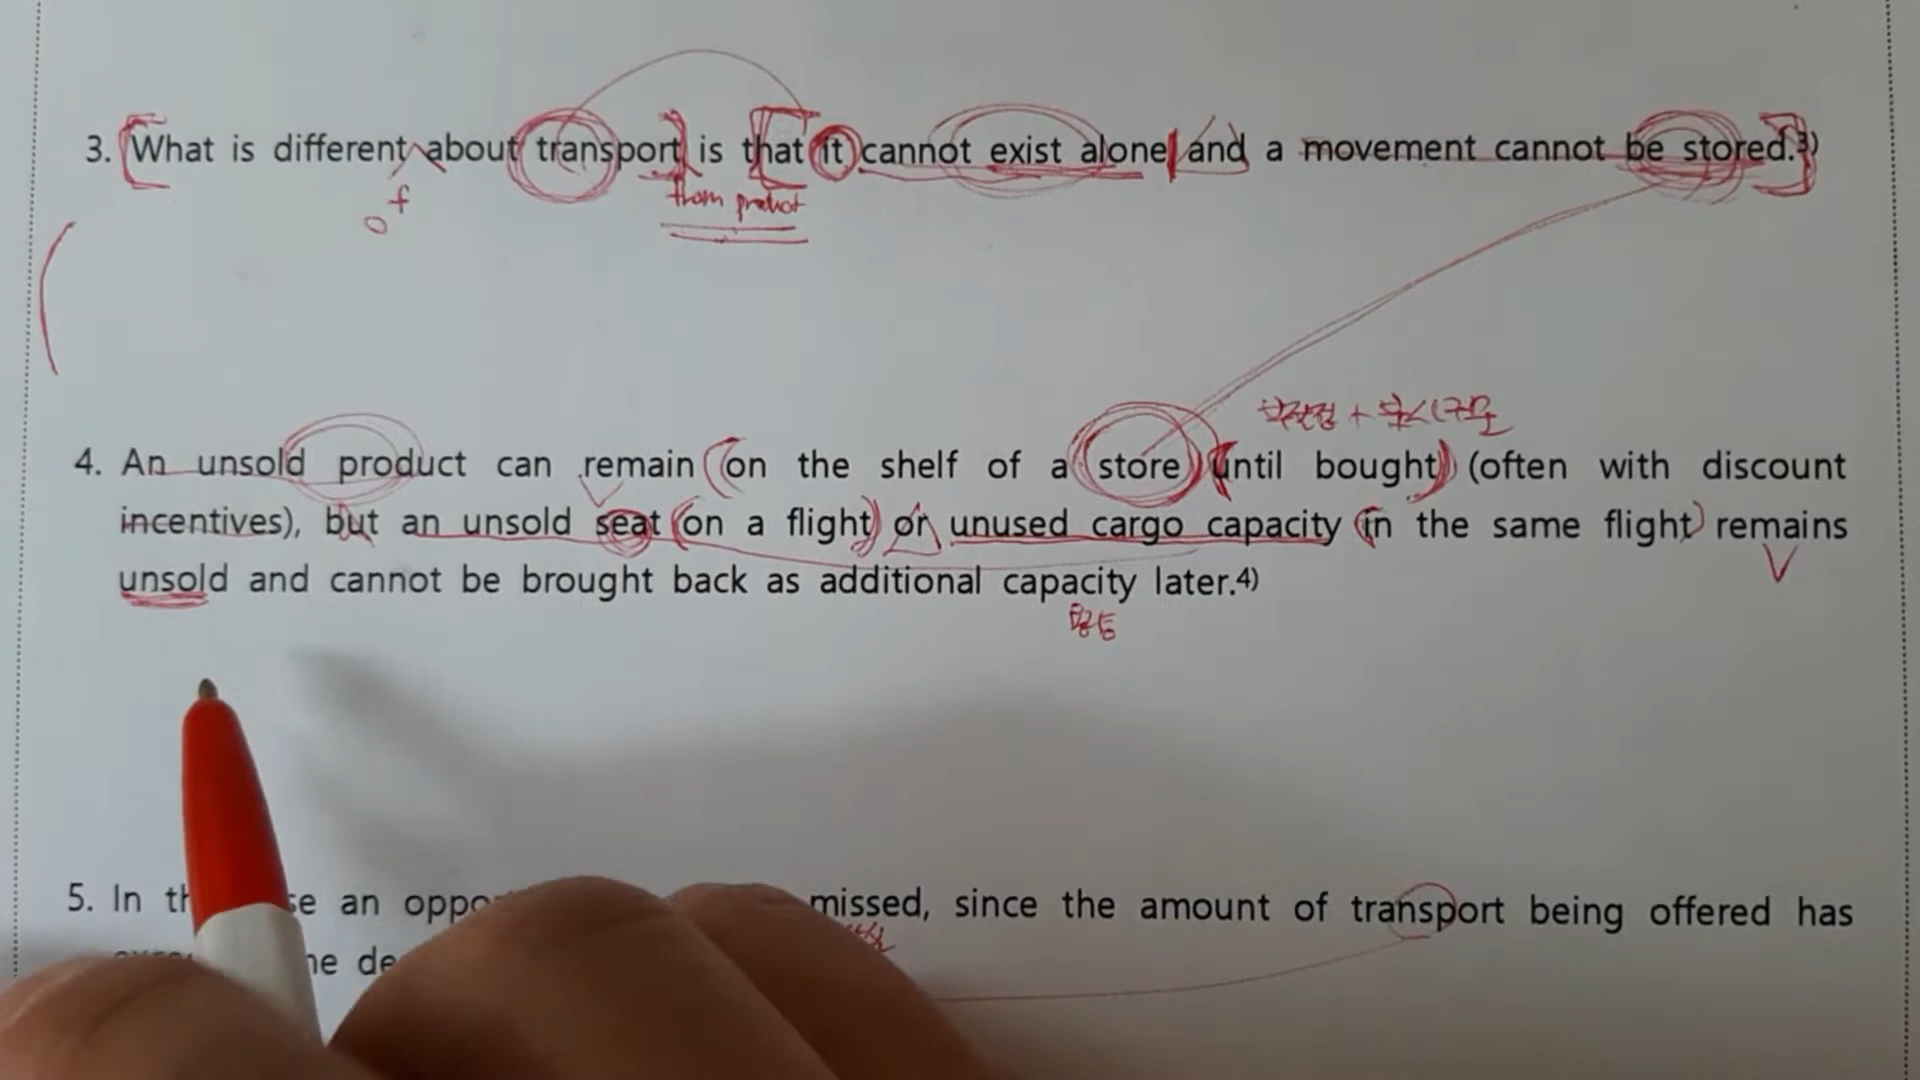 3. What is different about transport is that it cannot exist alone and a movement cannot be stored.3)
of
from product
4. An unsold product can remain on the shelf of a store until bought (often with discount
incentives), but an unsold seat on a flight or unused cargo capacity in the same flight remains
unsold and cannot be brought back as additional capacity later.4)
5. In an missed, since the amount of transport being offered has